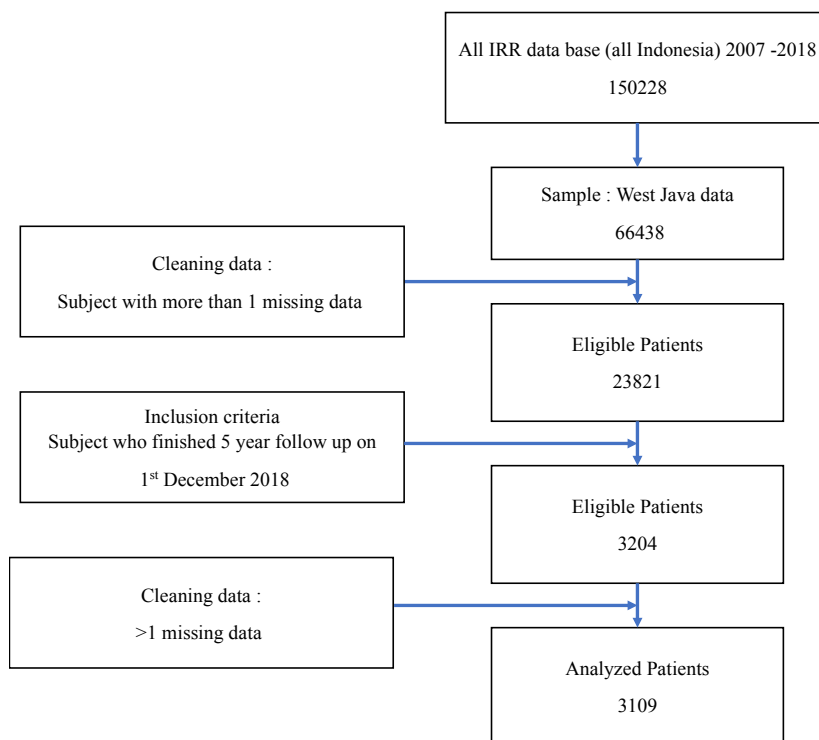 All IRR data base (all Indonesia) 2007 -2018
150228
Sample : West Java data
66438
Cleaning data :
Subject with more than 1 missing data
Eligible Patients
23821
Inclusion criteria
Subject who finished 5 year follow up on
1st December 2018
Eligible Patients
3204
Cleaning data :
>1 missing data
Analyzed Patients
3109